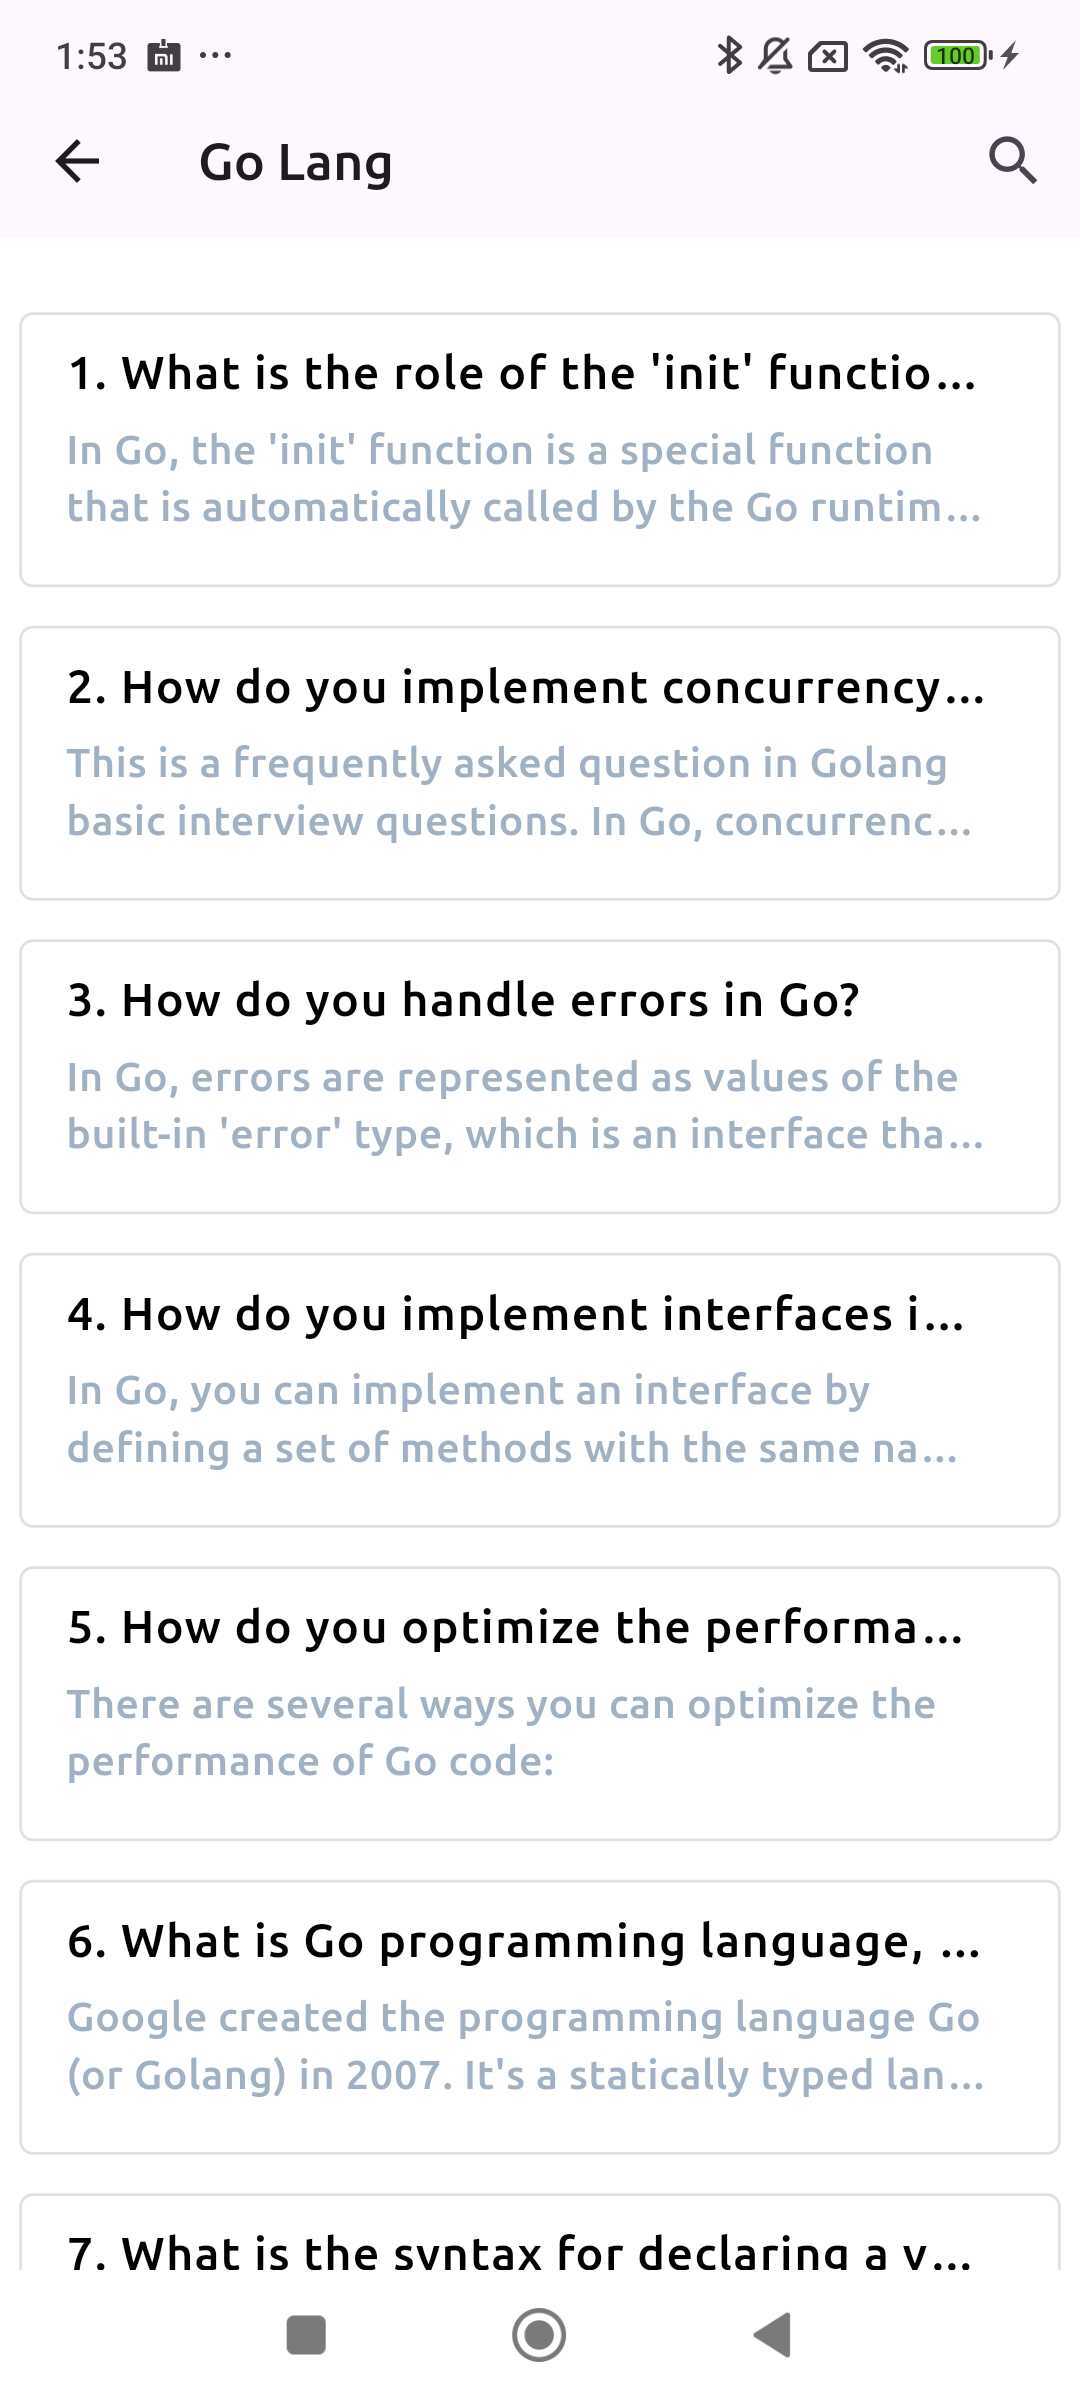 1:53
100
Go Lang
1. What is the role of the 'init' functio...
In Go, the 'init' function is a special function
that is automatically called by the Go runtim...
2. How do you implement concurrency...
This is a frequently asked question in Golang
basic interview questions. In Go, concurrenc...
3. How do you handle errors in Go?
In Go, errors are represented as values of the
built-in 'error' type, which is an interface tha...
4. How do you implement interfaces i...
In Go, you can implement an interface by
defining a set of methods with the same na...
5. How do you optimize the performa...
There are several ways you can optimize the
performance of Go code:
6. What is Go programming language, ...
Google created the programming language Go
(or Golang) in 2007. It's a statically typed lan...
7. What is the syntax for declaring a v...